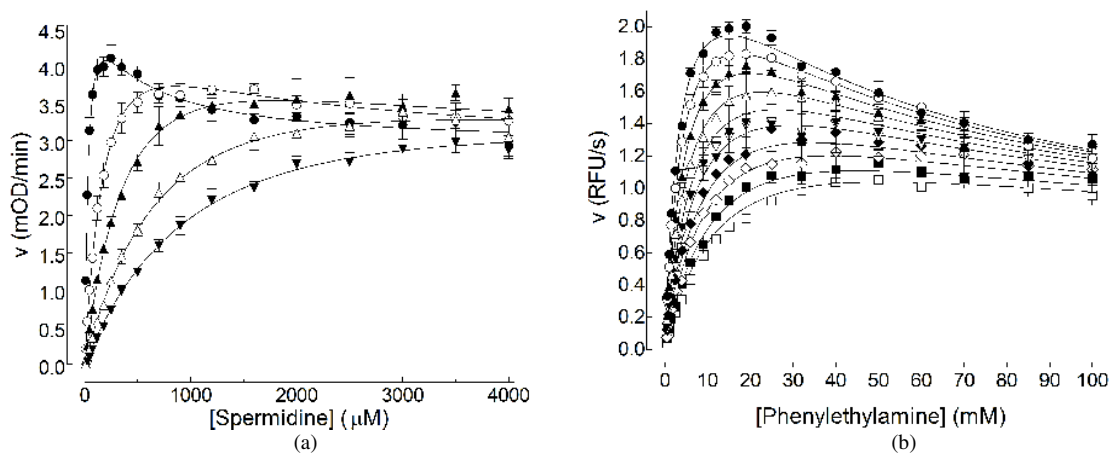 4.5
4.0
3.5
3.0
2.5
2.0
1.5
1.0
0.5
0.0
v (mOD/min)
0 1000 2000 3000 4000
[Spermidine] (μM)
(a)
2.0
1.8
1.6
1.4
1.2
1.0
0.8
0.6
0.4
0.2
0.0
v (RFU/s)
0 10 20 30 40 50 60 70 80 90 100
[Phenylethylamine] (mM)
(b)